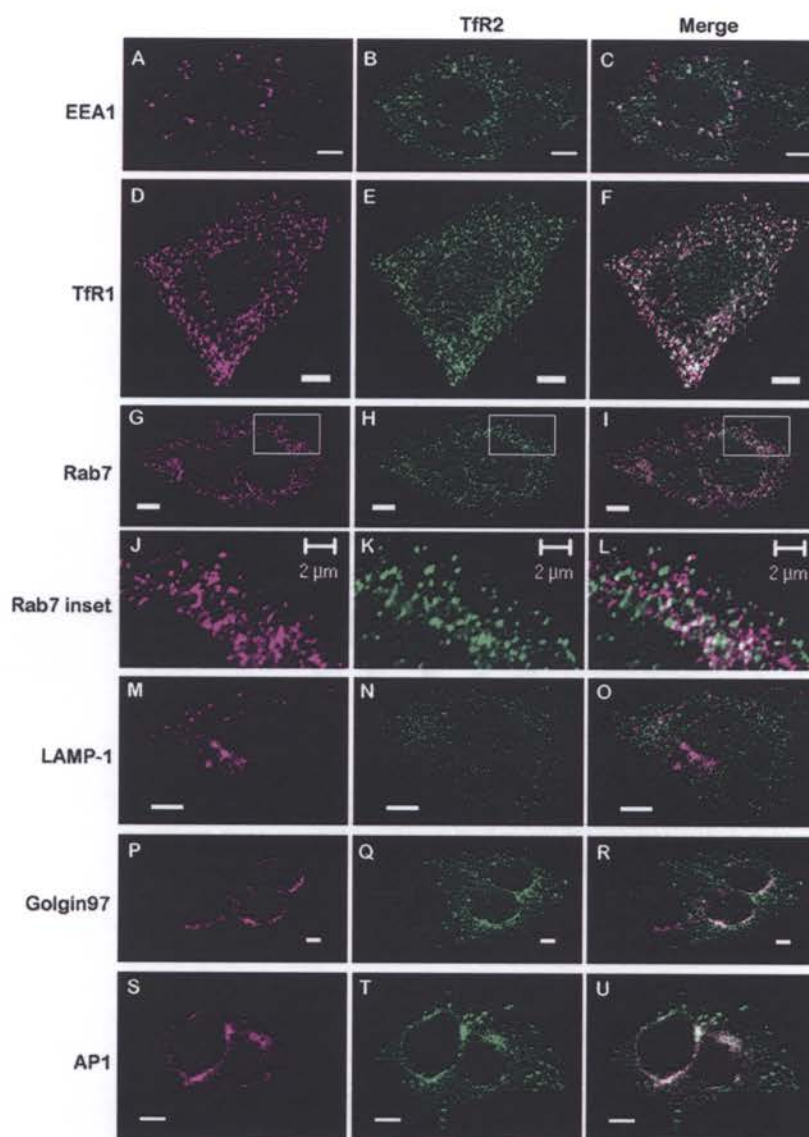 TfR2 Merge
EEA1 A B C
TfR1 D E F
Rab7 G H I
Rab7 inset J 2 µm K 2 µm L 2 µm
LAMP-1 M N O
Golgin97 P Q R
AP1 S T U